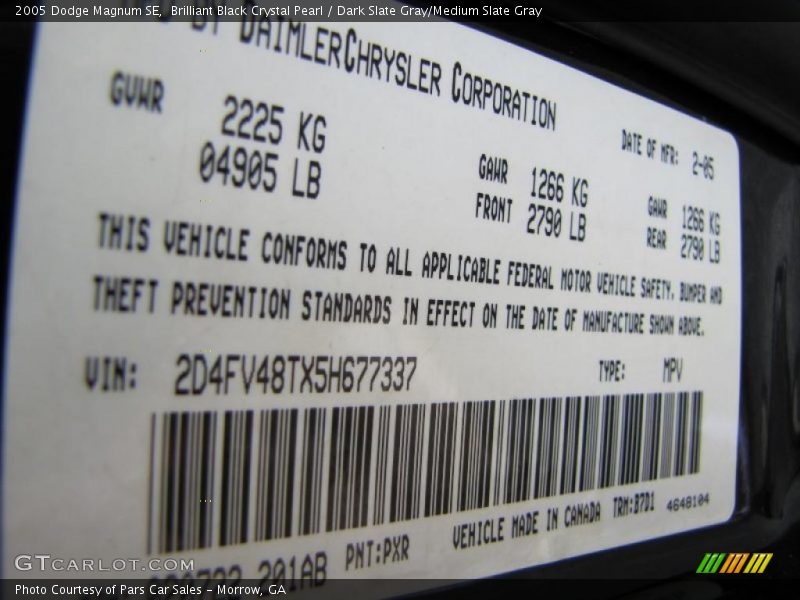 2005 Dodge Magnum SE, Brilliant Black Crystal Pearl / Dark Slate Gray/Medium Slate Gray
BY DAIMLERCHRYSLER CORPORATION
GVWR
2225 KG
04905 LB
DATE OF MFR: 2-05
GAWR 1266 KG
FRONT 2790 LB
GAWR 1266 KG
REAR 2790 LB
THIS VEHICLE CONFORMS TO ALL APPLICABLE FEDERAL MOTOR VEHICLE SAFETY, BUMPER AND
THEFT PREVENTION STANDARDS IN EFFECT ON THE DATE OF MANUFACTURE SHOWN ABOVE.
VIN: 2D4FV48TX5H677337
TYPE: MPV
VEHICLE MADE IN CANADA TRM:B7D1 4648104
201AB PNT:PXR
GTCARLOT.COM
Photo Courtesy of Pars Car Sales - Morrow, GA